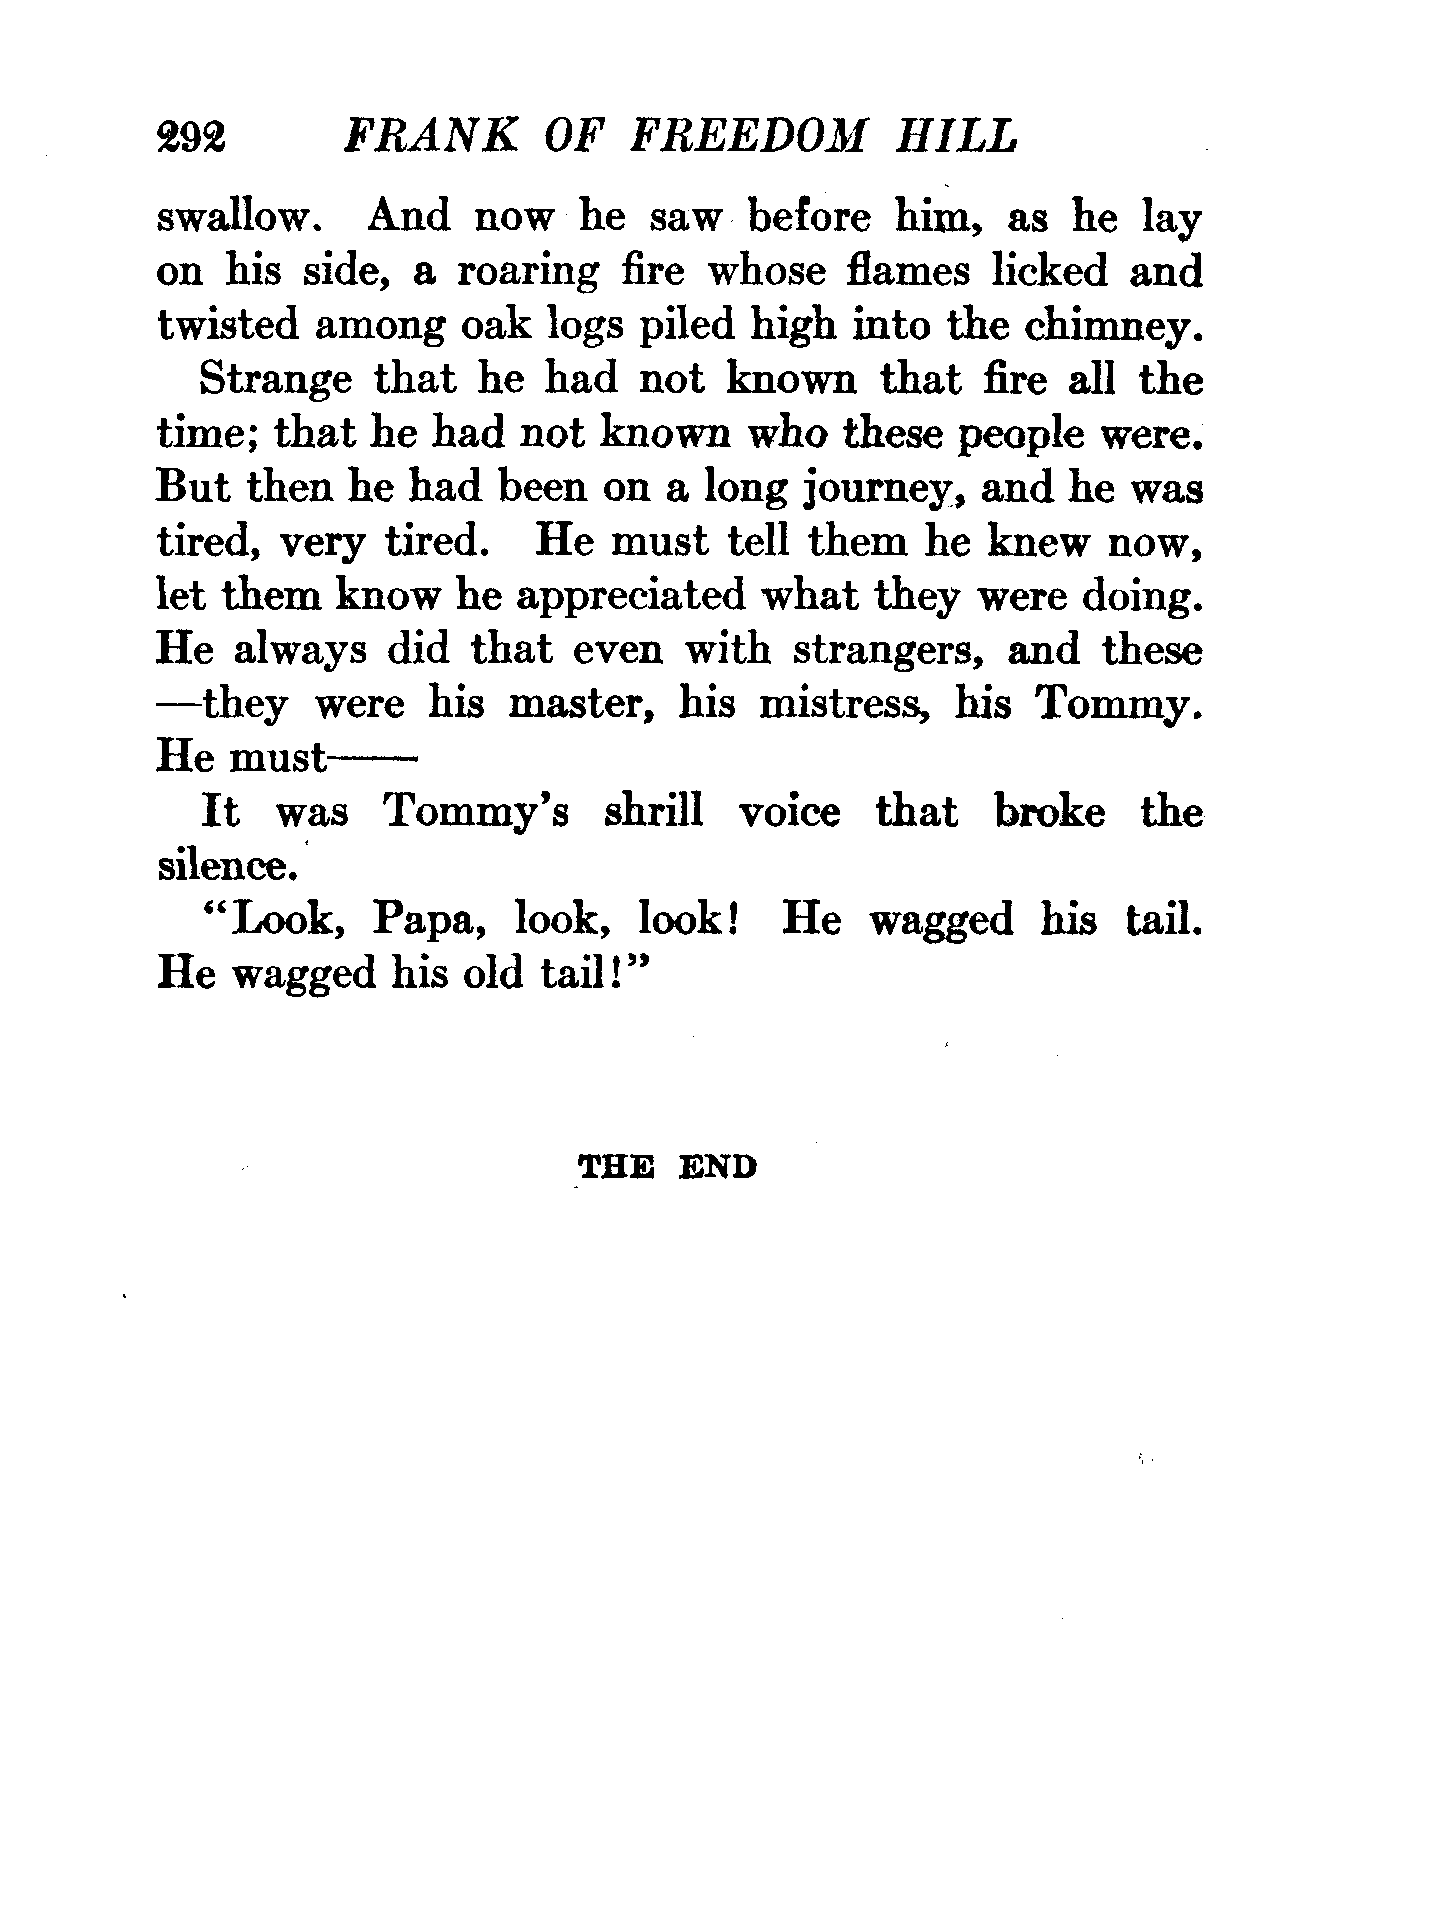 292 FRANK OF FREEDOM HILL
swallow. And now he saw before him, as he lay
on his side, a roaring fire whose flames licked and
twisted among oak logs piled high into the chimney.
Strange that he had not known that fire all the
time; that he had not known who these people were.
But then he had been on a long journey, and he was
tired, very tired. He must tell them he knew now,
let them know he appreciated what they were doing.
He always did that even with strangers, and these
—they were his master, his mistress, his Tommy.
He must——
It was Tommy's shrill voice that broke the
silence.
“Look, Papa, look, look! He wagged his tail.
He wagged his old tail!”
THE END